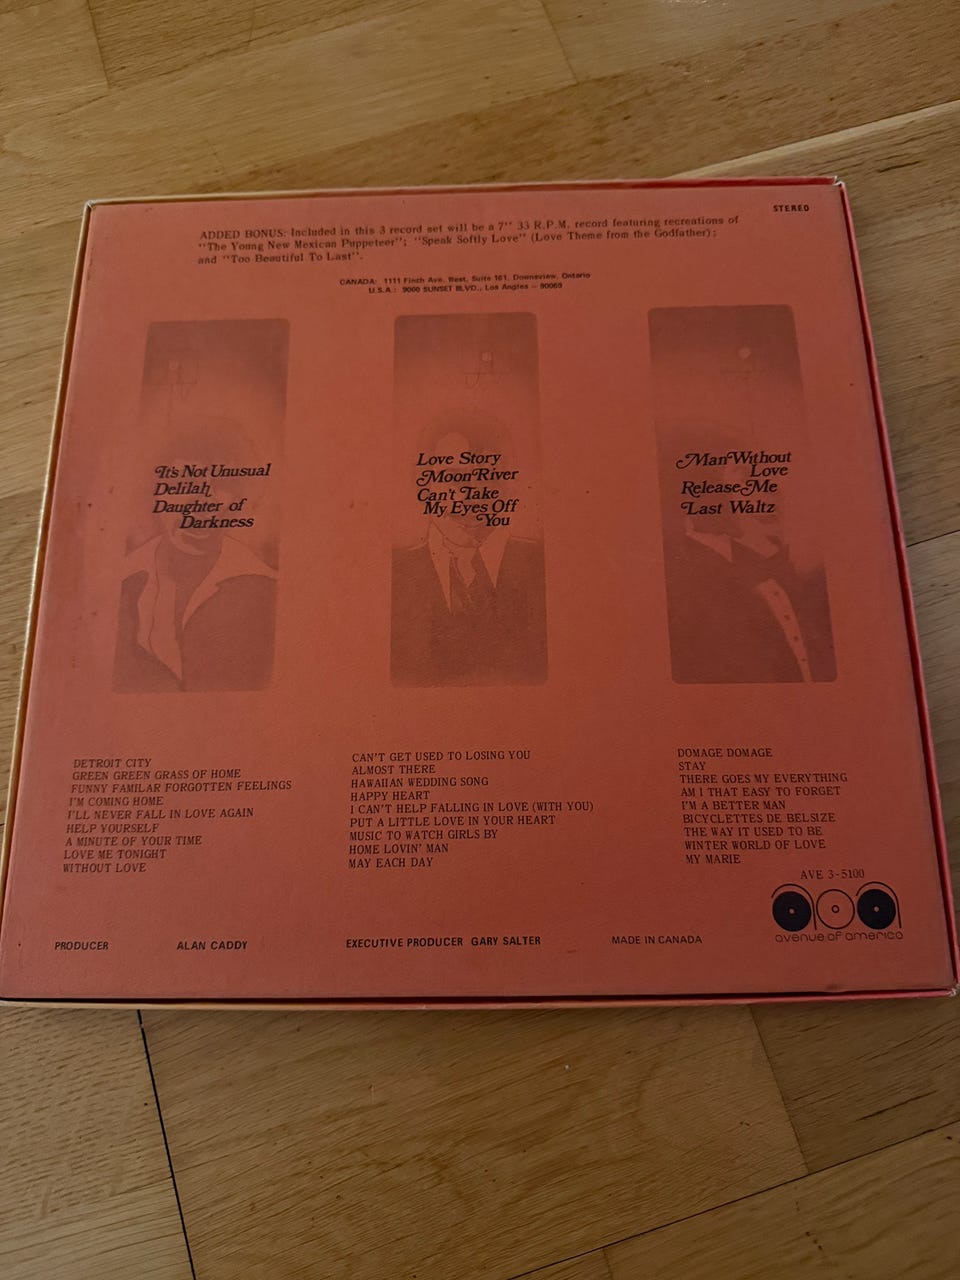 STEREO
ADDED BONUS: Included in this 3 record set will be a 7" 33 R.P.M. record featuring recreations of
"The Young New Mexican Puppeteer"; "Speak Softly Love" (Love Theme from the Godfather);
and "Too Beautiful To Last".
CANADA: 1111 Finch Ave. West, Suite 161, Downsview, Ontario
U.S.A.: 9000 SUNSET BLVD., Los Angles — 90069
It's Not Unusual
Delilah
Daughter of
Darkness
Love Story
Moon River
Can't Take
My Eyes Off
You
Man Without
Love
Release Me
Last Waltz
DETROIT CITY
GREEN GREEN GRASS OF HOME
FUNNY FAMILAR FORGOTTEN FEELINGS
I'M COMING HOME
I'LL NEVER FALL IN LOVE AGAIN
HELP YOURSELF
A MINUTE OF YOUR TIME
LOVE ME TONIGHT
WITHOUT LOVE
CAN'T GET USED TO LOSING YOU
ALMOST THERE
HAWAIIAN WEDDING SONG
HAPPY HEART
I CAN'T HELP FALLING IN LOVE (WITH YOU)
PUT A LITTLE LOVE IN YOUR HEART
MUSIC TO WATCH GIRLS BY
HOME LOVIN' MAN
MAY EACH DAY
DOMAGE DOMAGE
STAY
THERE GOES MY EVERYTHING
AM I THAT EASY TO FORGET
I'M A BETTER MAN
BICYCLETTES DE BELSIZE
THE WAY IT USED TO BE
WINTER WORLD OF LOVE
MY MARIE
AVE 3-5100
avenue of america
PRODUCER ALAN CADDY
EXECUTIVE PRODUCER GARY SALTER
MADE IN CANADA